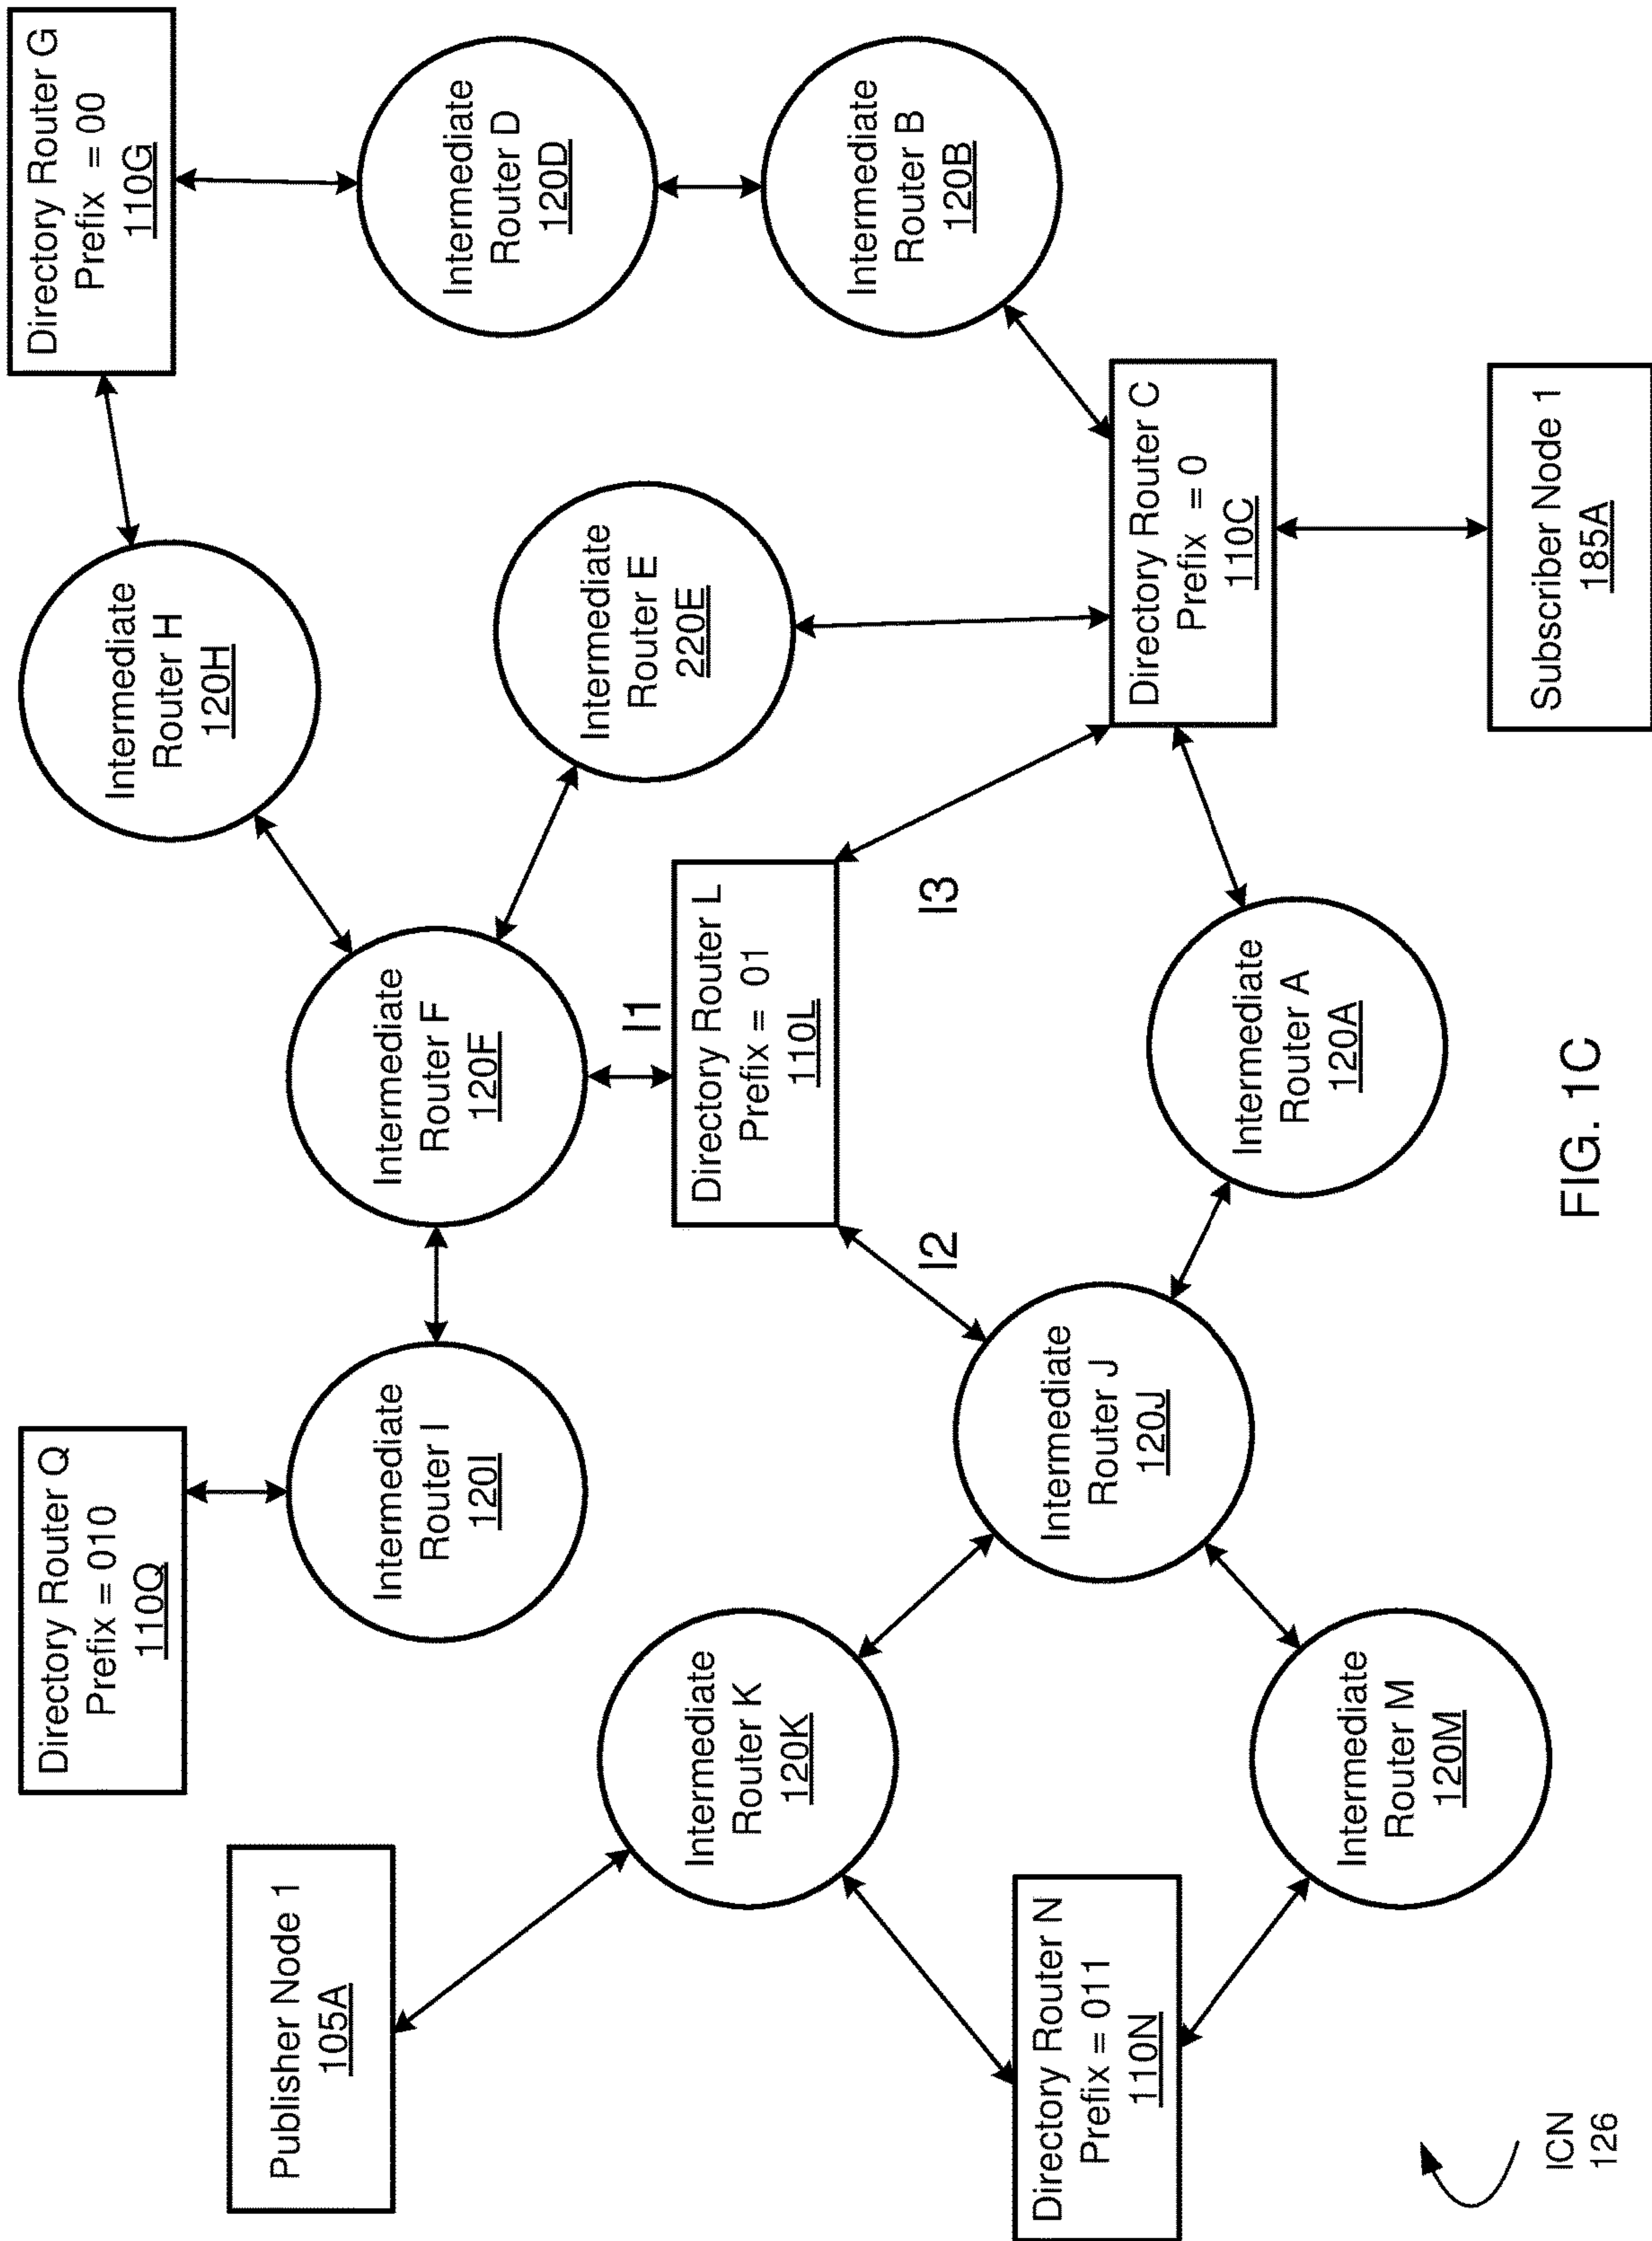 Publisher Node 1
105A
Directory Router Q
Prefix = 010
110Q
Directory Router G
Prefix = 00
110G
Intermediate
Router H
120H
Intermediate
Router I
120I
Intermediate
Router F
120F
Intermediate
Router D
120D
Intermediate
Router E
220E
I1
Intermediate
Router K
120K
Directory Router L
Prefix = 01
110L
Intermediate
Router B
120B
I2
I3
Directory Router N
Prefix = 011
110N
Intermediate
Router J
120J
Directory Router C
Prefix = 0
110C
Intermediate
Router M
120M
Intermediate
Router A
120A
Subscriber Node 1
185A
ICN
126
FIG. 1C